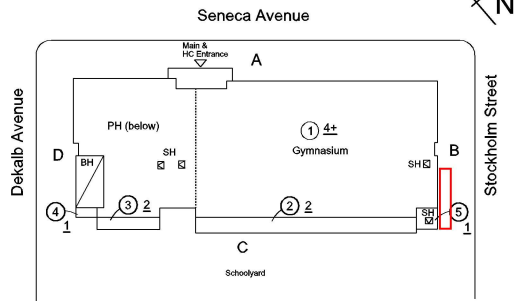 Seneca Avenue
N
Main &
HC Entrance
A
Dekalb Avenue
Stockholm Street
PH (below)
1 4+
Gymnasium
D
BH
SH
SH
B
4
1
3 2
2 2
SH
5
1
C
Schoolyard